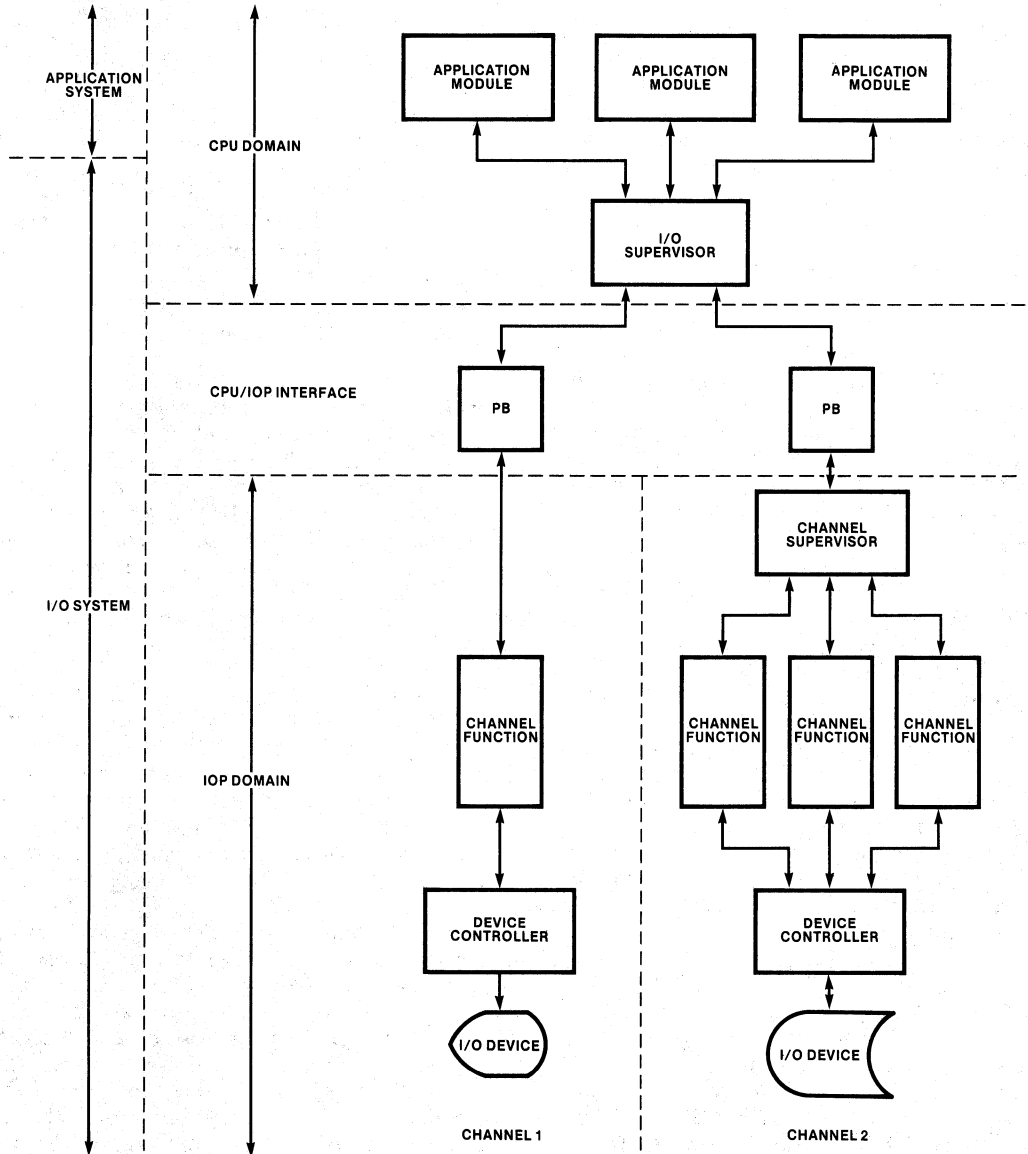 APPLICATION
SYSTEM
APPLICATION
MODULE
APPLICATION
MODULE
APPLICATION
MODULE
CPU DOMAIN
I/O
SUPERVISOR
CPU/IOP INTERFACE
PB
PB
CHANNEL
SUPERVISOR
I/O SYSTEM
CHANNEL
FUNCTION
CHANNEL
FUNCTION
CHANNEL
FUNCTION
CHANNEL
FUNCTION
IOP DOMAIN
DEVICE
CONTROLLER
DEVICE
CONTROLLER
I/O DEVICE
I/O DEVICE
CHANNEL 1
CHANNEL 2